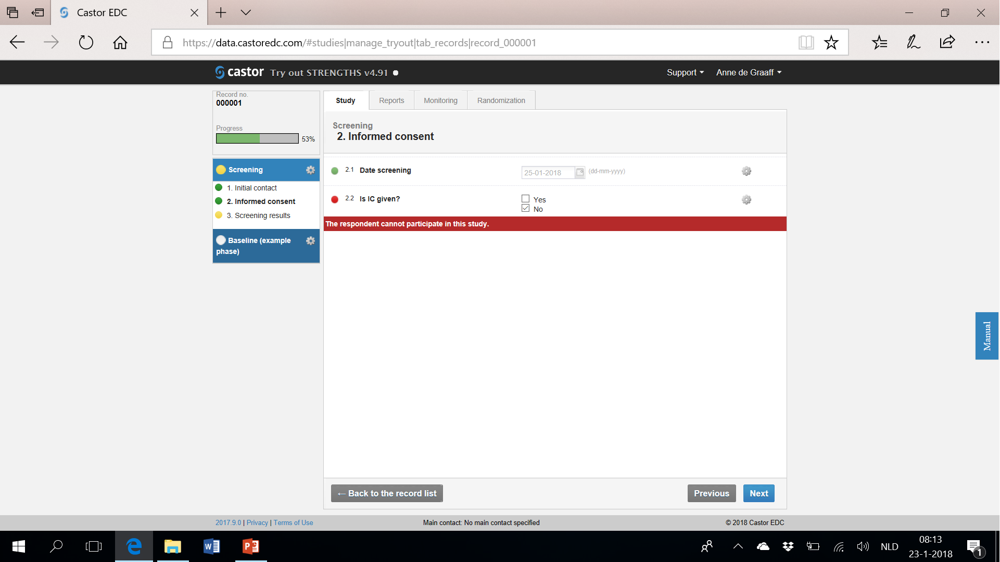 Castor EDC
https://data.castoredc.com/#studies|manage_tryout|tab_records|record_000001
castor Try out STRENGTHS v4.91
Support
Anne de Graaff
Record no.
000001
Progress
53%
Screening
1. Initial contact
2. Informed consent
3. Screening results
Baseline (example
phase)
Study
Reports
Monitoring
Randomization
Screening
2. Informed consent
2.1 Date screening 25-01-2018 (dd-mm-yyyy)
2.2 Is IC given? Yes
No
The respondent cannot participate in this study.
Manual
← Back to the record list
Previous
Next
2017.9.0 | Privacy | Terms of Use
Main contact: No main contact specified
© 2018 Castor EDC
NLD
08:13
23-1-2018
1